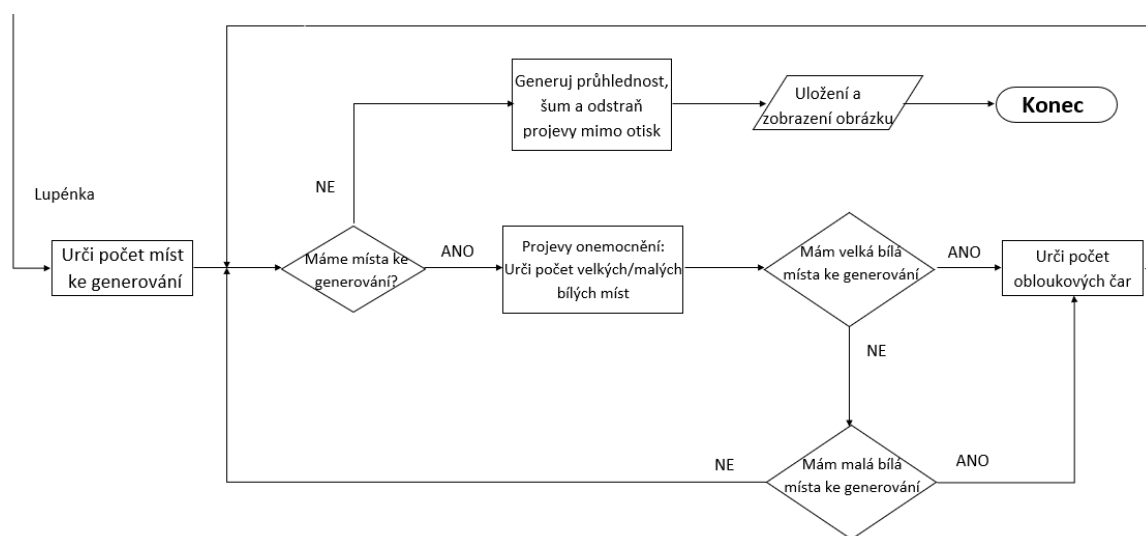 Generuj průhlednost,
šum a odstraň
projevy mimo otisk
Uložení a
zobrazení obrázku
Konec
Lupénka
NE
Urči počet míst
ke generování
Máme místa ke
generování?
ANO
Projevy onemocnění:
Urči počet velkých/malých
bílých míst
Mám velká bílá
místa ke generování
ANO
Urči počet
obloukových čar
NE
NE
Mám malá bílá
místa ke generování
ANO